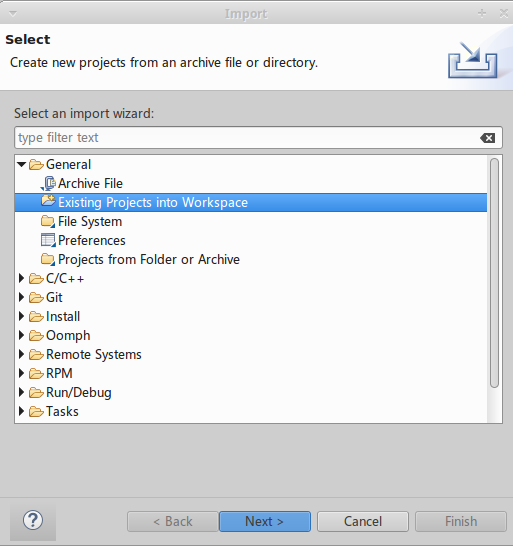 Import
Select
Create new projects from an archive file or directory.
Select an import wizard:
type filter text
General
Archive File
Existing Projects into Workspace
File System
Preferences
Projects from Folder or Archive
C/C++
Git
Install
Oomph
Remote Systems
RPM
Run/Debug
Tasks
?
< Back
Next >
Cancel
Finish